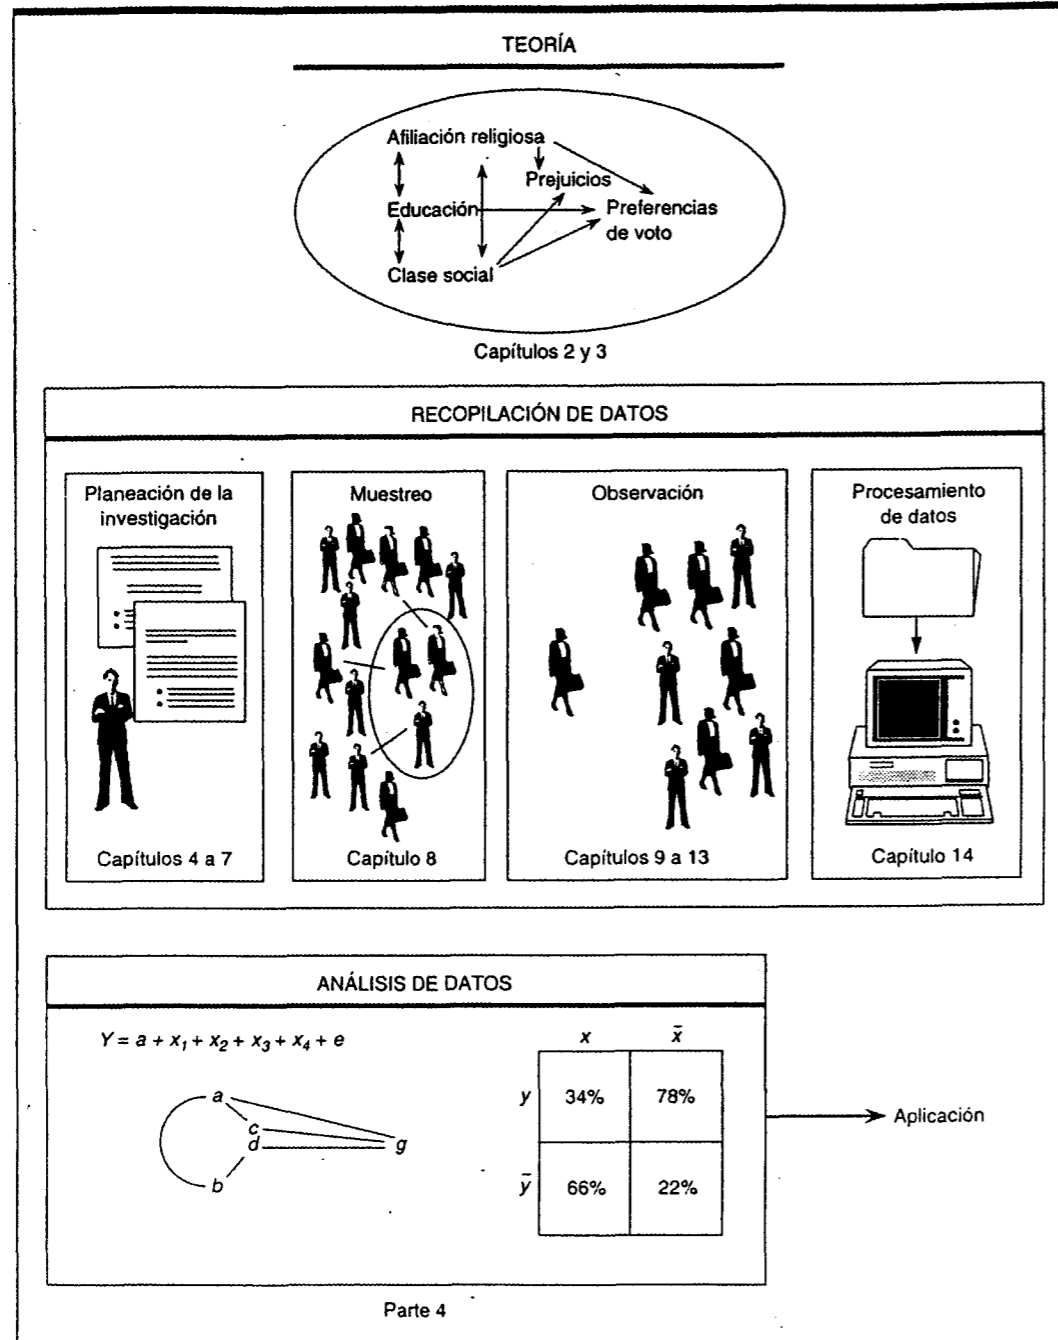 TEORÍA
Afiliación religiosa
Prejuicios
Educación
Preferencias
de voto
Clase social
Capítulos 2 y 3
RECOPILACIÓN DE DATOS
Planeación de la
investigación
Capítulos 4 a 7
Muestreo
Capítulo 8
Observación
Capítulos 9 a 13
Procesamiento
de datos
Capítulo 14
ANÁLISIS DE DATOS
Y = a + x₁ + x₂ + x₃ + x₄ + e
a
c
d
g
b
x x̄
y 34% 78%
ȳ 66% 22%
Aplicación
Parte 4